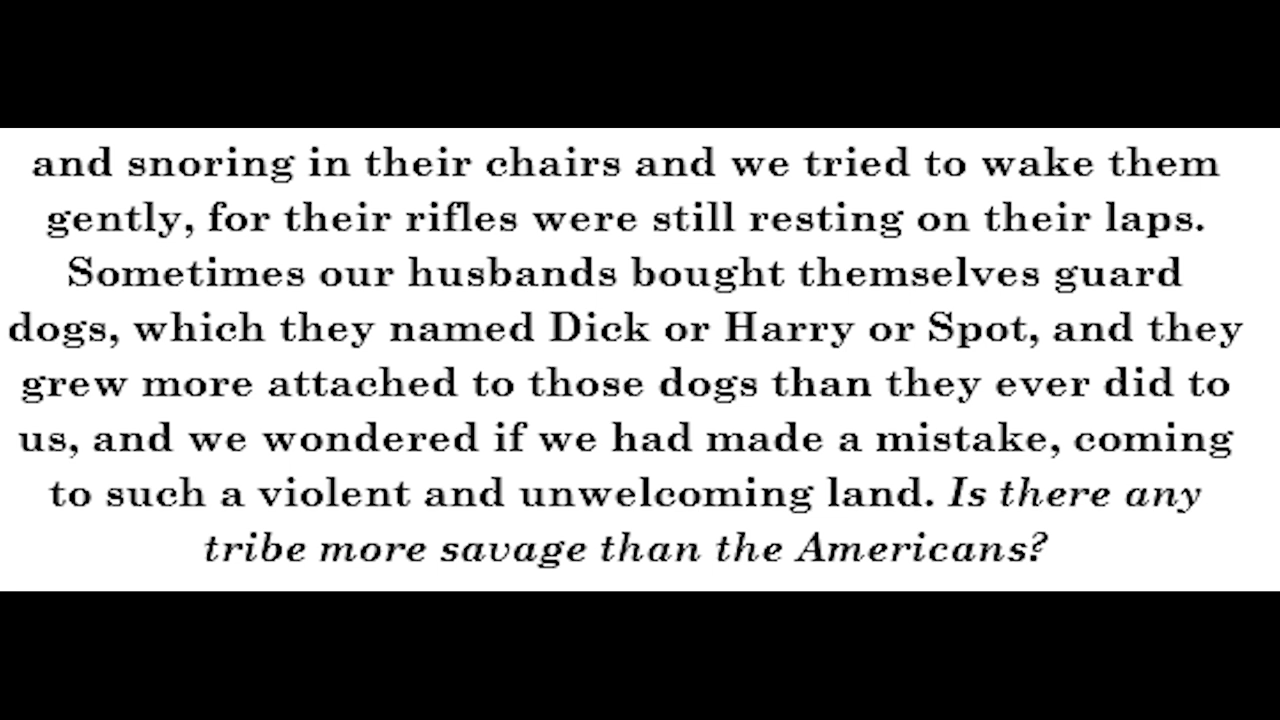 and snoring in their chairs and we tried to wake them
gently, for their rifles were still resting on their laps.
Sometimes our husbands bought themselves guard
dogs, which they named Dick or Harry or Spot, and they
grew more attached to those dogs than they ever did to
us, and we wondered if we had made a mistake, coming
to such a violent and unwelcoming land. Is there any
tribe more savage than the Americans?